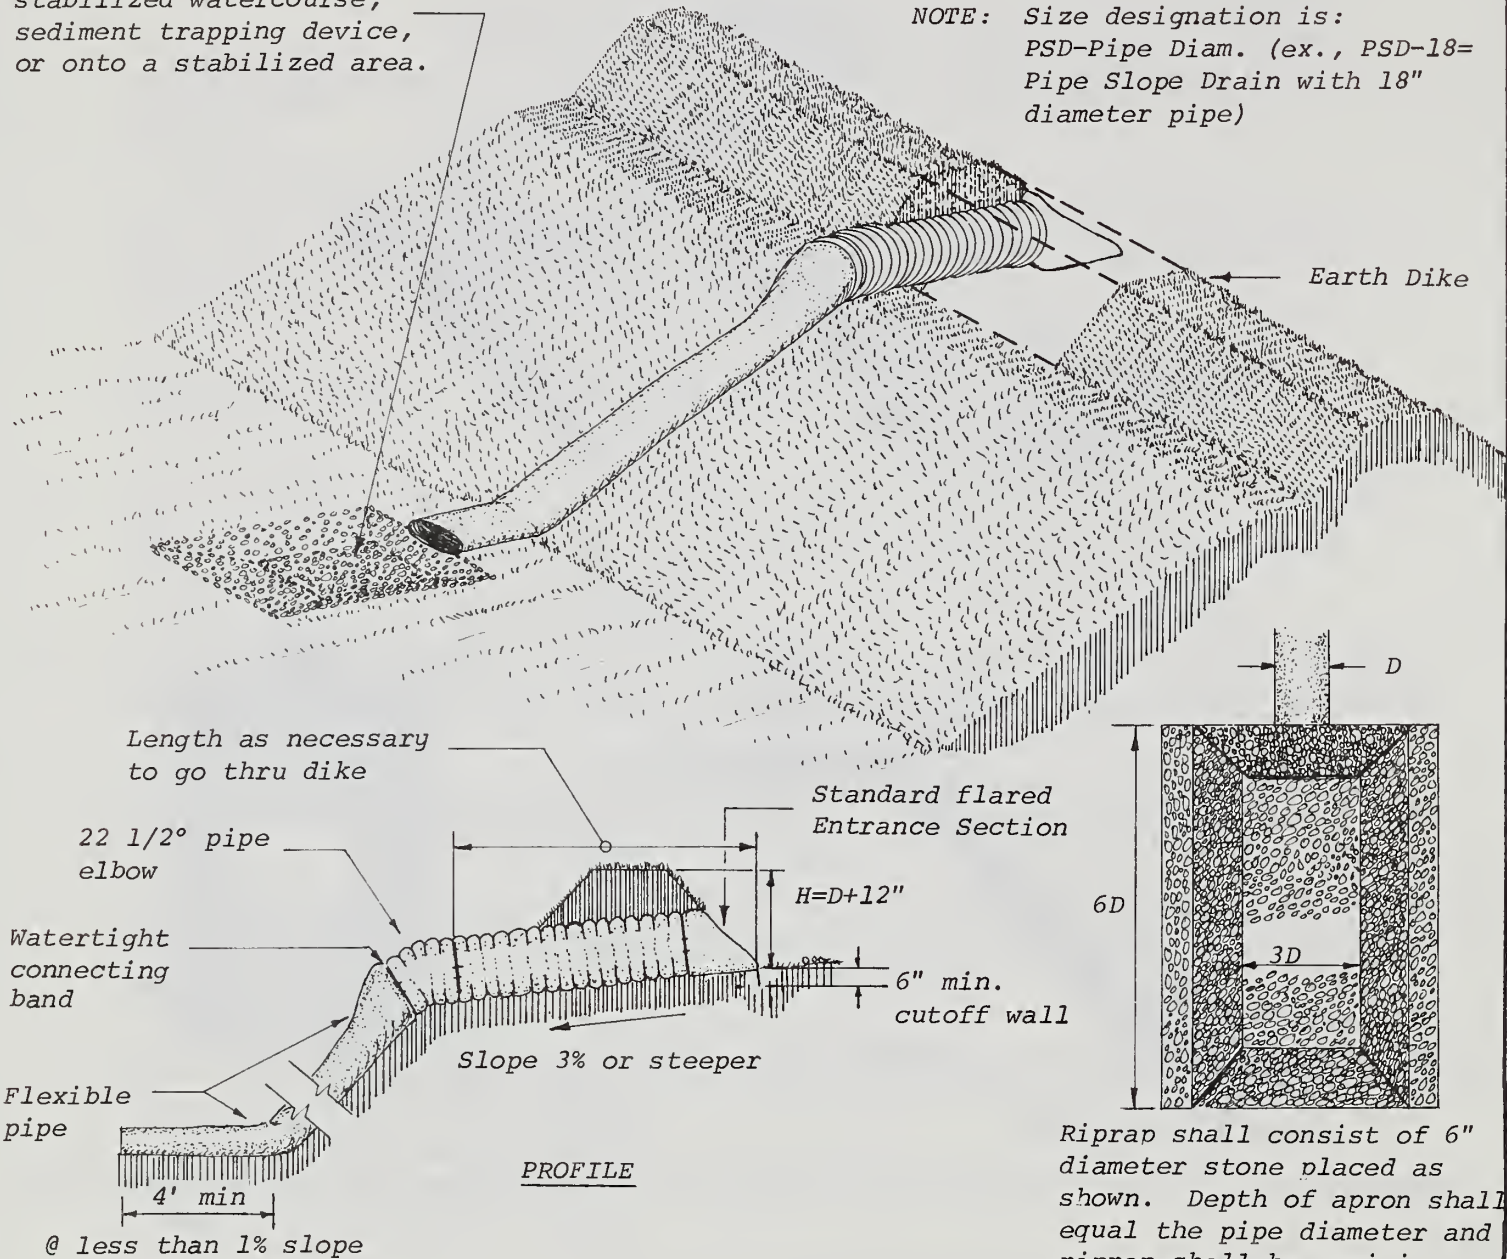 stabilized watercourse,
sediment trapping device,
or onto a stabilized area.
NOTE: Size designation is:
PSD-Pipe Diam. (ex., PSD-18=
Pipe Slope Drain with 18"
diameter pipe)
Earth Dike
D
Length as necessary
to go thru dike
Standard flared
Entrance Section
22 1/2° pipe
elbow
H=D+12"
6D
3D
Watertight
connecting
band
6" min.
cutoff wall
Slope 3% or steeper
Flexible
pipe
PROFILE
4' min
@ less than 1% slope
Riprap shall consist of 6"
diameter stone placed as
shown. Depth of apron shall
equal the pipe diameter and
riprap shall